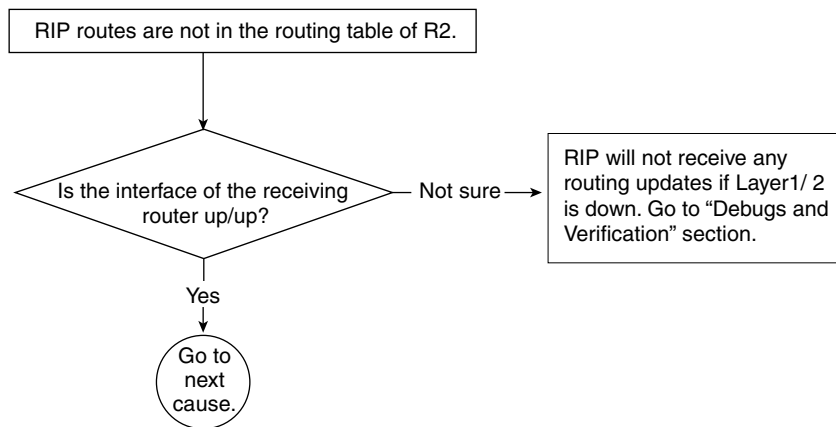 RIP routes are not in the routing table of R2.
Is the interface of the receiving
router up/up?
Not sure
RIP will not receive any
routing updates if Layer1/ 2
is down. Go to “Debugs and
Verification” section.
Yes
Go to
next
cause.